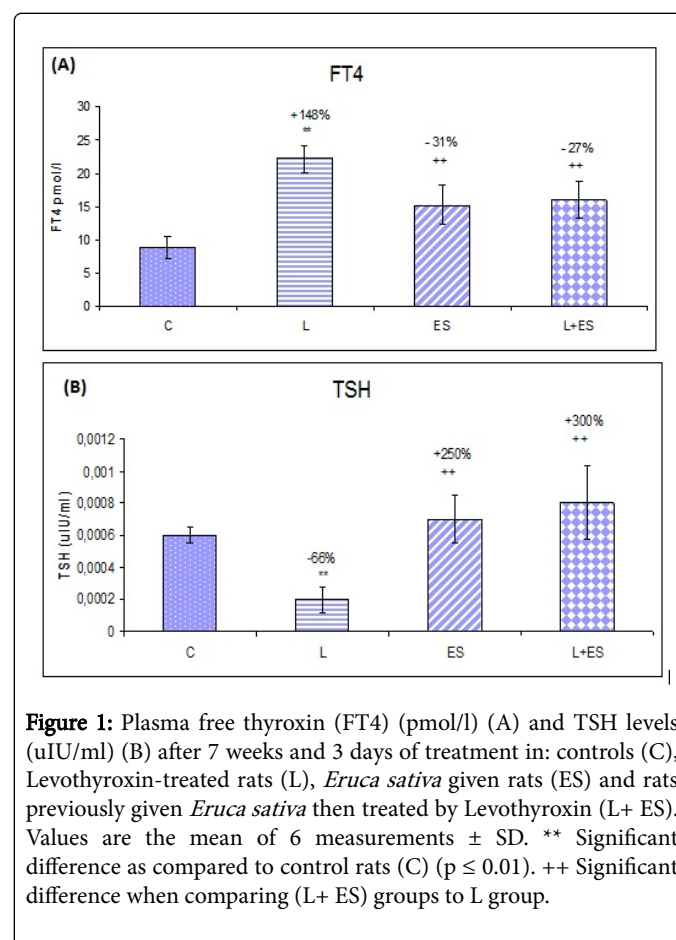 (A)
FT4
FT4 pmol/l
30
25
20
15
10
5
0
+148%
**
- 31%
++
- 27%
++
C L ES L+ES
(B)
TSH
TSH (uIU/ml)
0,0012
0,001
0,0008
0,0006
0,0004
0,0002
0
-66%
**
+250%
++
+300%
++
C L ES L+ES
Figure 1: Plasma free thyroxin (FT4) (pmol/l) (A) and TSH levels
(uIU/ml) (B) after 7 weeks and 3 days of treatment in: controls (C),
Levothyroxin-treated rats (L), Eruca sativa given rats (ES) and rats
previously given Eruca sativa then treated by Levothyroxin (L+ ES).
Values are the mean of 6 measurements ± SD. ** Significant
difference as compared to control rats (C) (p ≤ 0.01). ++ Significant
difference when comparing (L+ ES) groups to L group.